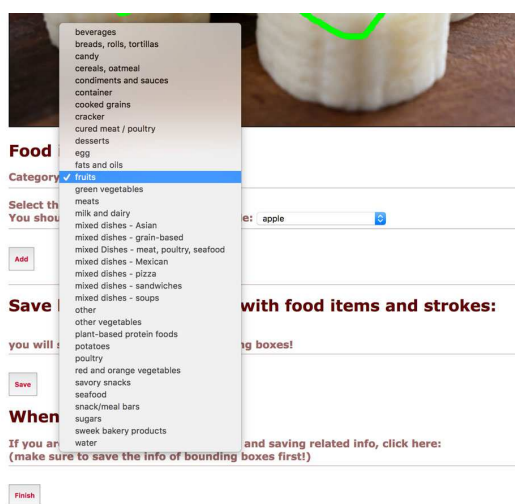 beverages
breads, rolls, tortillas
candy
cereals, oatmeal
condiments and sauces
container
cooked grains
cracker
cured meat / poultry
desserts
egg
fats and oils
✓ fruits
green vegetables
meats
milk and dairy
mixed dishes - Asian
mixed dishes - grain-based
mixed Dishes - meat, poultry, seafood
mixed dishes - Mexican
mixed dishes - pizza
mixed dishes - sandwiches
mixed dishes - soups
other
other vegetables
plant-based protein foods
potatoes
poultry
red and orange vegetables
savory snacks
seafood
snack/meal bars
sugars
sweek bakery products
water
Food
Category
Select th
You shou e: apple
Add
Save with food items and strokes:
you will ng boxes!
Save
When
If you ar and saving related info, click here:
(make sure to save the info of bounding boxes first!)
Finish